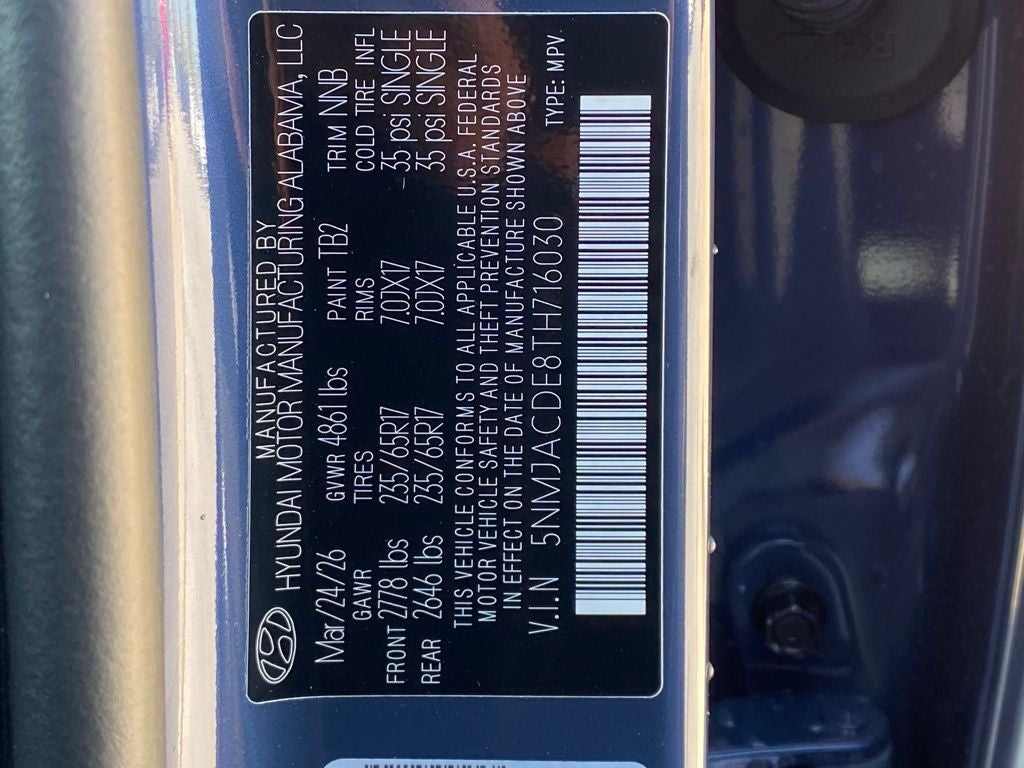 MANUFACTURED BY
HYUNDAI MOTOR MANUFACTURING ALABAMA, LLC
Mar/24/26 GVWR 4861 lbs PAINT TB2 TRIM NNB
GAWR TIRES RIMS COLD TIRE INFL
FRONT 2778 lbs 235/65R17 7.0JX17 35 psi SINGLE
REAR 2646 lbs 235/65R17 7.0JX17 35 psi SINGLE
THIS VEHICLE CONFORMS TO ALL APPLICABLE U.S.A. FEDERAL
MOTOR VEHICLE SAFETY AND THEFT PREVENTION STANDARDS
IN EFFECT ON THE DATE OF MANUFACTURE SHOWN ABOVE
V.I.N 5NMJACDE8TH716030 TYPE: MPV